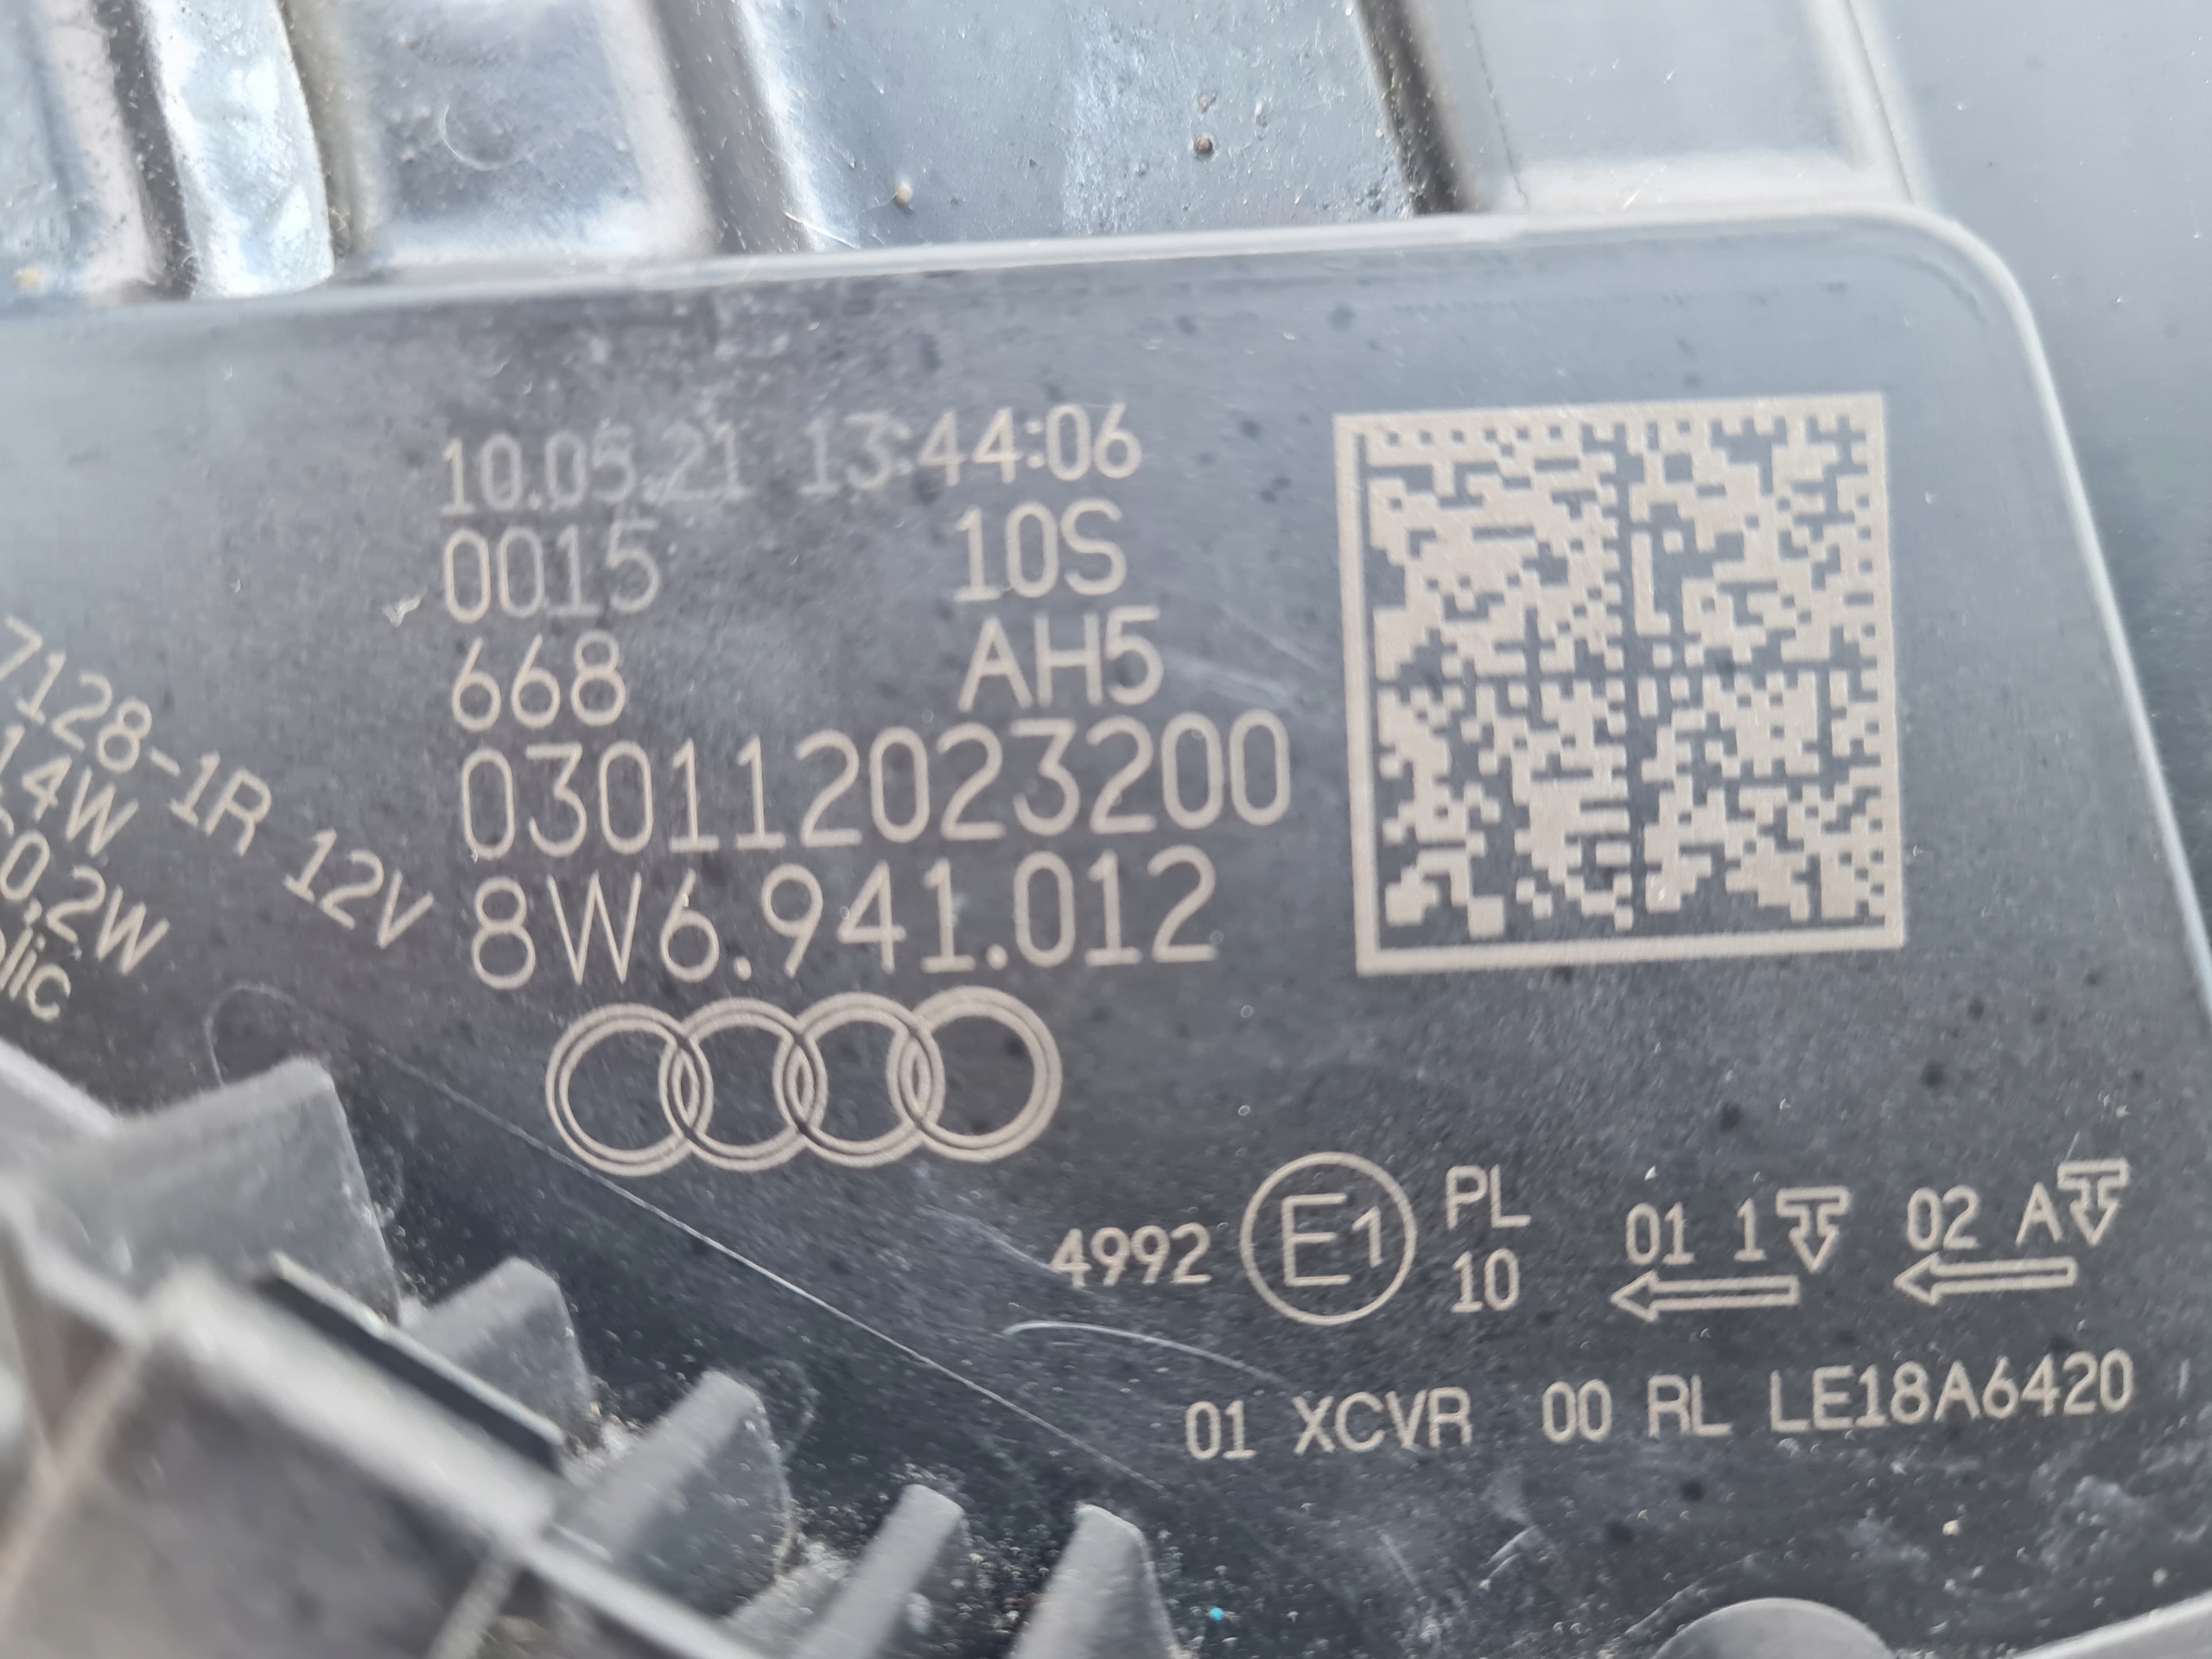 10.05.21 13:44:06
0015 10S
668 AH5
030112023200
8W6.941.012
7128-1R 12V
14W
60,2W
4992 E1 PL 10 01 1 02 A
01 XCVR 00 RL LE18A6420